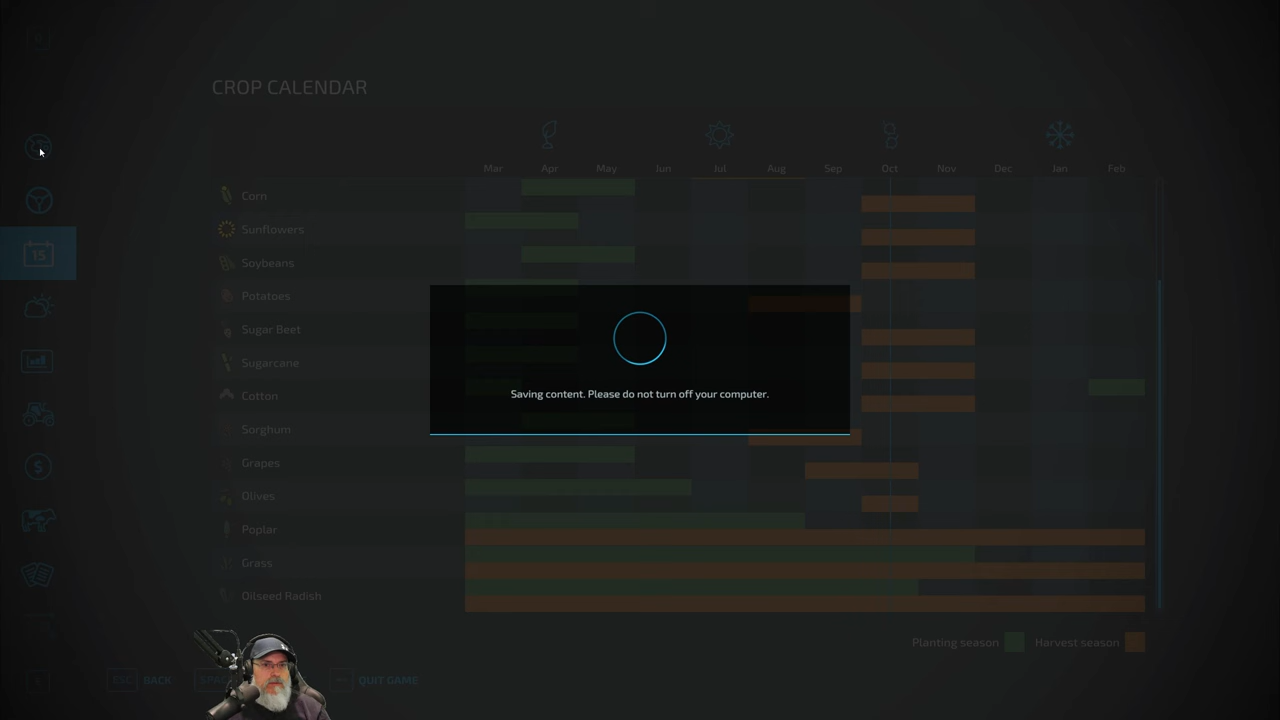 CROP CALENDAR
Mar Apr May Jun Jul Aug Sep Oct Nov Dec Jan Feb
Corn
Sunflowers
15
Soybeans
Potatoes
Sugar Beet
Sugarcane
Saving content. Please do not turn off your computer.
Cotton
Sorghum
Grapes
$
Olives
Poplar
Grass
Oilseed Radish
Planting season Harvest season
ESC BACK QUIT GAME